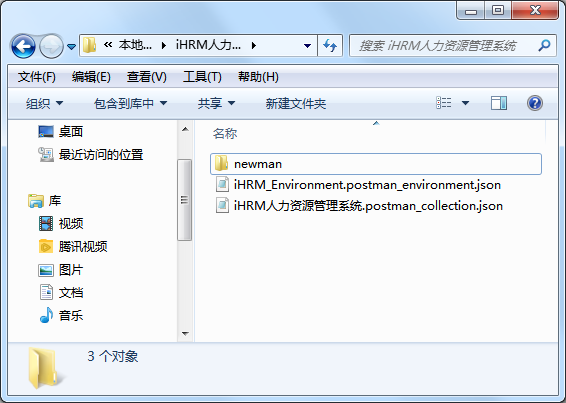 « 本地... ▸ iHRM人力... ▸
搜索 iHRM人力资源管理系统
文件(F) 编辑(E) 查看(V) 工具(T) 帮助(H)
组织 包含到库中 共享 新建文件夹
桌面
最近访问的位置
库
视频
腾讯视频
图片
文档
音乐
名称
newman
iHRM_Environment.postman_environment.json
iHRM人力资源管理系统.postman_collection.json
3 个对象